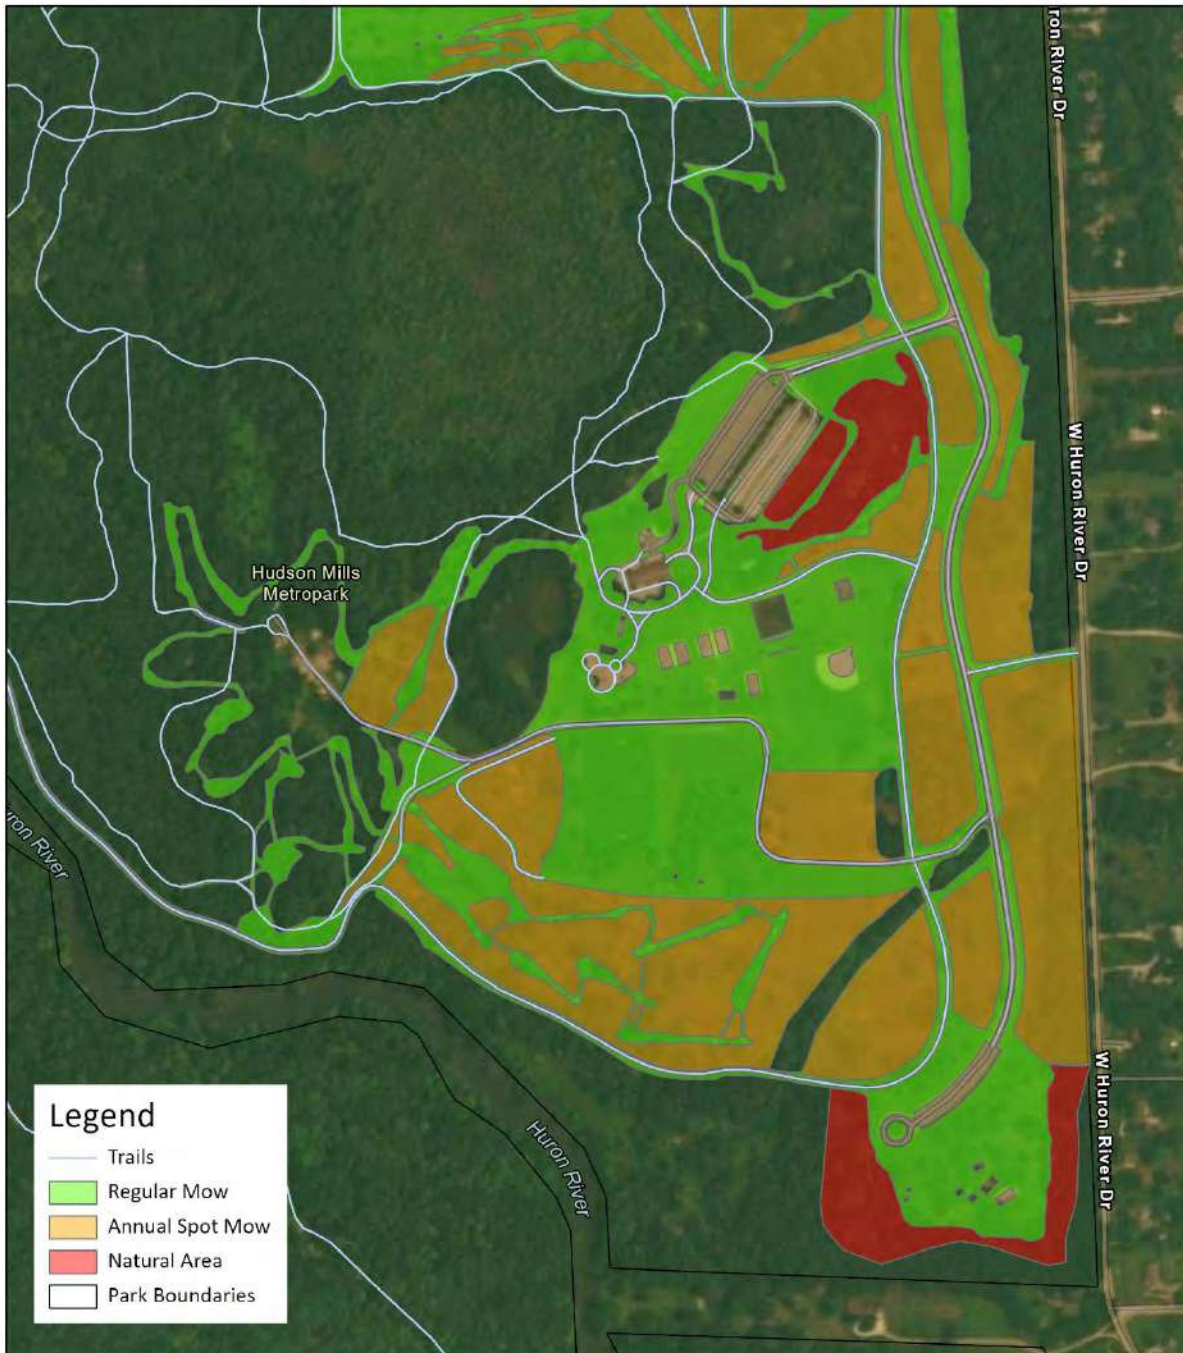 ron River Dr
W Huron River Dr
Hudson Mills
Metropark
uron River
Huron River
W Huron River Dr
Legend
Trails
Regular Mow
Annual Spot Mow
Natural Area
Park Boundaries